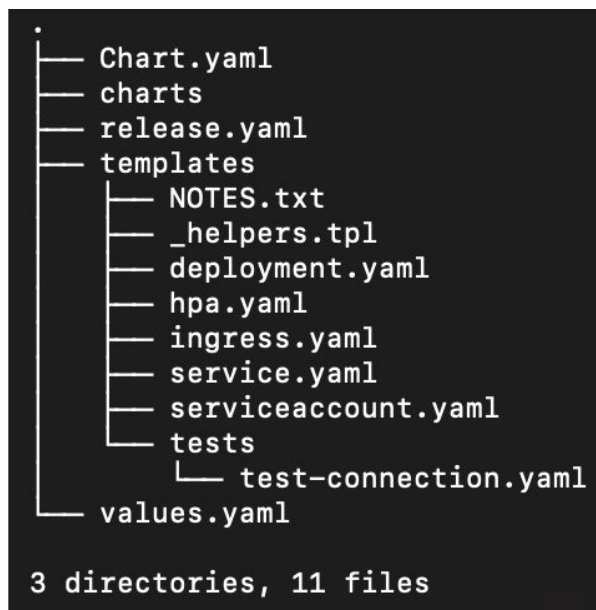 .
├── Chart.yaml
├── charts
├── release.yaml
├── templates
│   ├── NOTES.txt
│   ├── _helpers.tpl
│   ├── deployment.yaml
│   ├── hpa.yaml
│   ├── ingress.yaml
│   ├── service.yaml
│   ├── serviceaccount.yaml
│   └── tests
│       └── test-connection.yaml
└── values.yaml

3 directories, 11 files